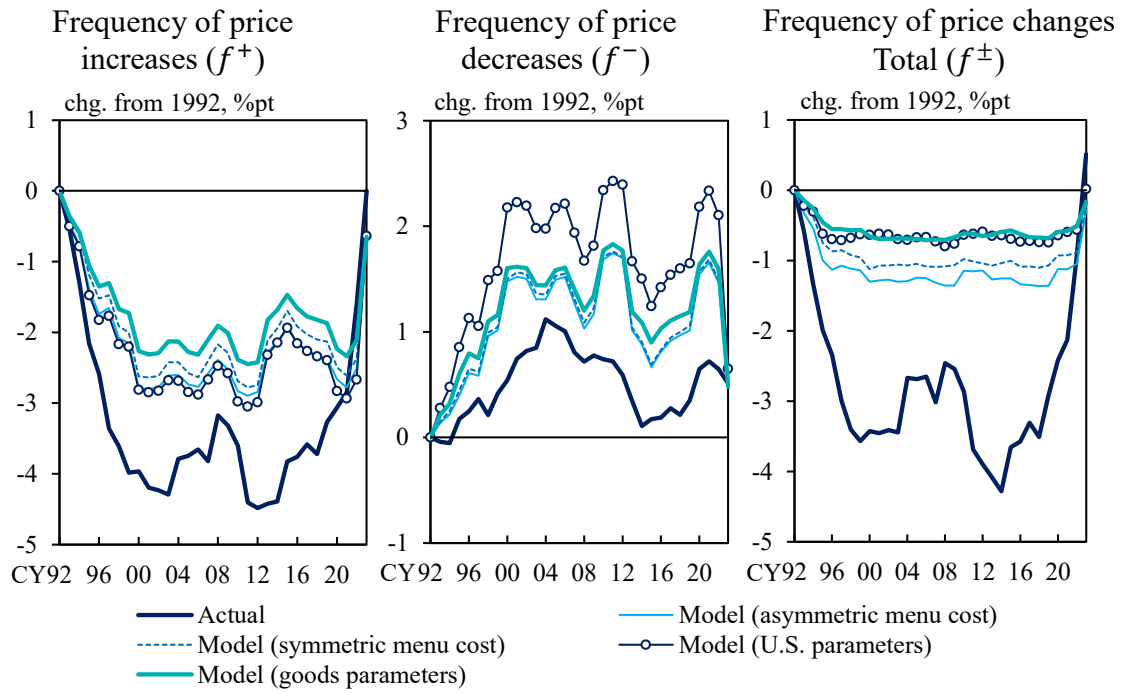 Frequency of price
increases (f⁺)
chg. from 1992, %pt
1
0
-1
-2
-3
-4
-5
CY92 96 00 04 08 12 16 20
Frequency of price
decreases (f⁻)
chg. from 1992, %pt
3
2
1
0
-1
CY92 96 00 04 08 12 16 20
Frequency of price changes
Total (f±)
chg. from 1992, %pt
1
0
-1
-2
-3
-4
-5
CY92 96 00 04 08 12 16 20
Actual
Model (asymmetric menu cost)
Model (symmetric menu cost)
Model (U.S. parameters)
Model (goods parameters)